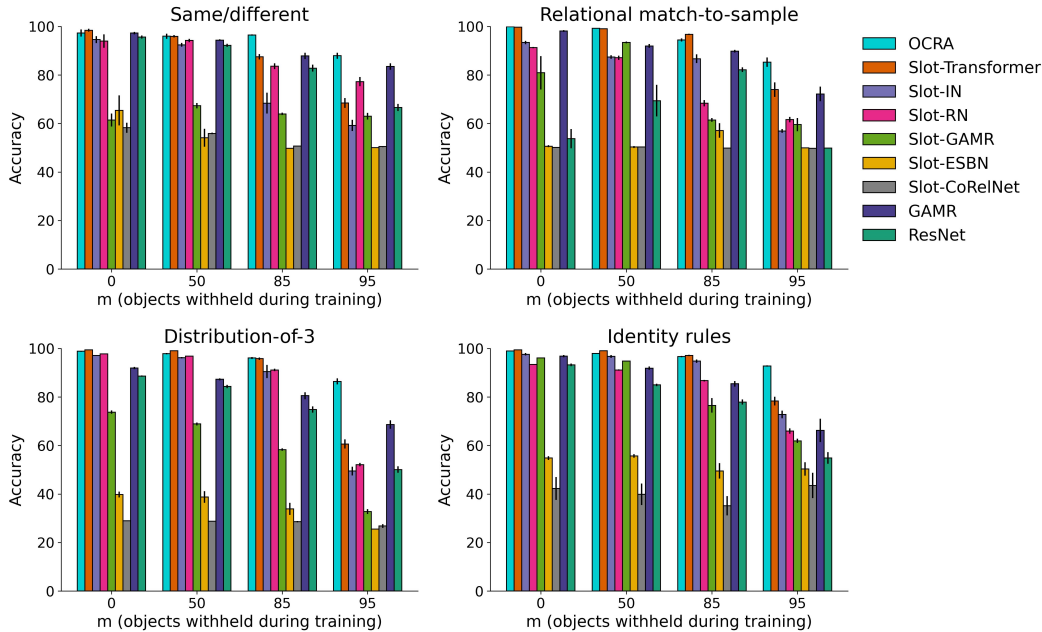 Same/different
Accuracy
100
80
60
40
20
0
0 50 85 95
m (objects withheld during training)
Relational match-to-sample
Accuracy
100
80
60
40
20
0
0 50 85 95
m (objects withheld during training)
OCRA
Slot-Transformer
Slot-IN
Slot-RN
Slot-GAMR
Slot-ESBN
Slot-CoRelNet
GAMR
ResNet
Distribution-of-3
Accuracy
100
80
60
40
20
0
0 50 85 95
m (objects withheld during training)
Identity rules
Accuracy
100
80
60
40
20
0
0 50 85 95
m (objects withheld during training)